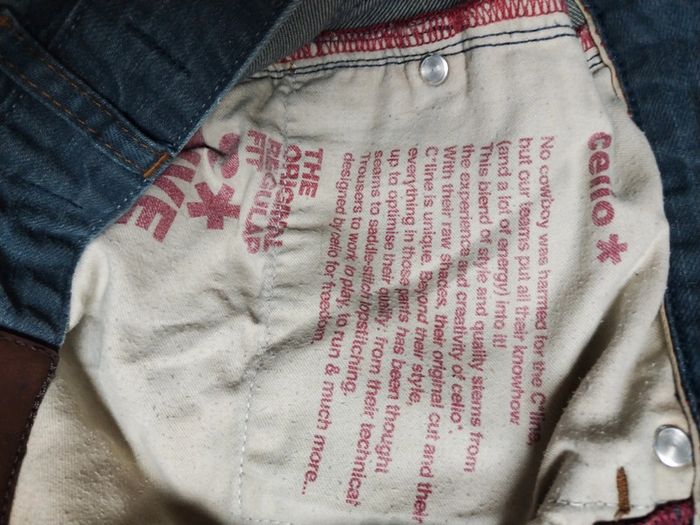 celio*
No cowboy was harmed for the C*line,
but our teams put all their knowhow
(and a lot of energy) into it!
This blend of style and quality stems from
the experience and creativity of celio*.
With their raw shades, their original cut and their
C*line is unique. Beyond their style,
everything in those pants has been thought
up to optimise their quality: from their technical
seams to saddle-stitch topstitching.
Trousers to work, to play, to run & much more...
designed by celio for freedom
THE
ORIGINAL
REGULAR
FIT